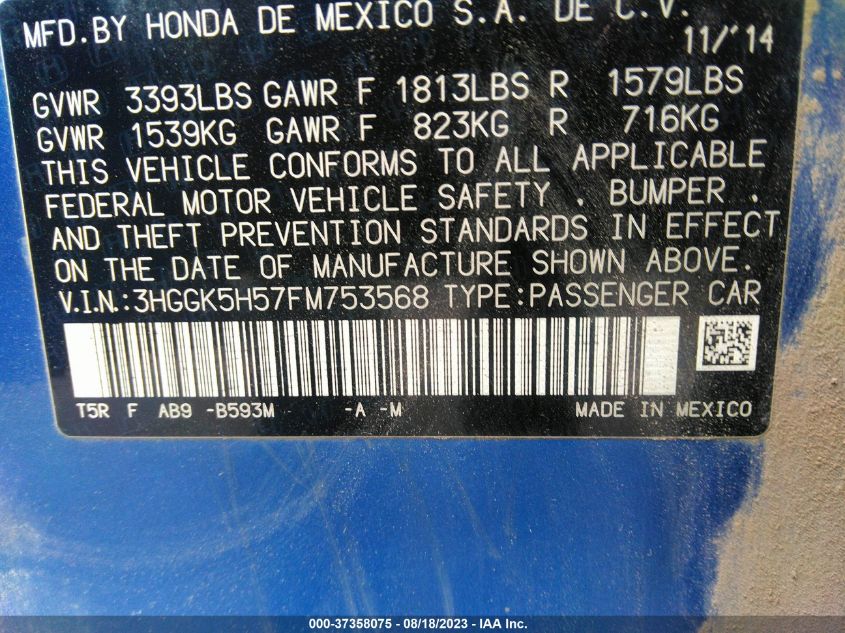 MFD.BY HONDA DE MEXICO S.A. DE C.V.
11/'14
GVWR 3393LBS GAWR F 1813LBS R 1579LBS
GVWR 1539KG GAWR F 823KG R 716KG
THIS VEHICLE CONFORMS TO ALL APPLICABLE
FEDERAL MOTOR VEHICLE SAFETY . BUMPER .
AND THEFT PREVENTION STANDARDS IN EFFECT
ON THE DATE OF MANUFACTURE SHOWN ABOVE.
V.I.N.:3HGGK5H57FM753568 TYPE:PASSENGER CAR
T5R F AB9 -B593M -A -M MADE IN MEXICO
000-37358075 - 08/18/2023 - IAA Inc.